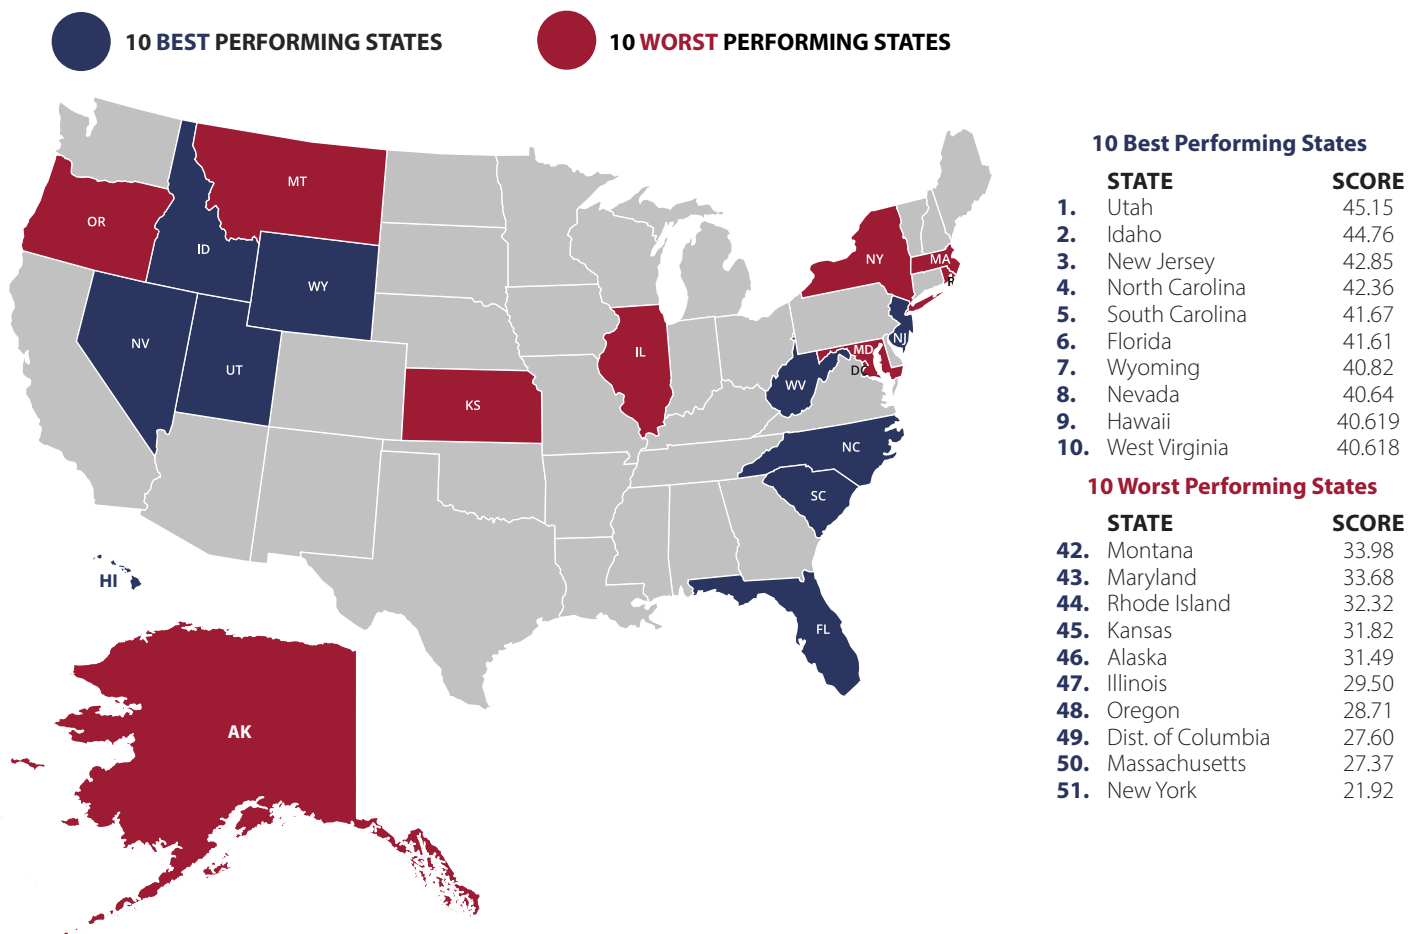 10 BEST PERFORMING STATES
10 WORST PERFORMING STATES
MT
OR
ID
WY
NV
UT
KS
IL
NY
MA
NJ
MD
DC
WV
NC
SC
FL
HI
AK
10 Best Performing States
STATE SCORE
1. Utah 45.15
2. Idaho 44.76
3. New Jersey 42.85
4. North Carolina 42.36
5. South Carolina 41.67
6. Florida 41.61
7. Wyoming 40.82
8. Nevada 40.64
9. Hawaii 40.619
10. West Virginia 40.618
10 Worst Performing States
STATE SCORE
42. Montana 33.98
43. Maryland 33.68
44. Rhode Island 32.32
45. Kansas 31.82
46. Alaska 31.49
47. Illinois 29.50
48. Oregon 28.71
49. Dist. of Columbia 27.60
50. Massachusetts 27.37
51. New York 21.92